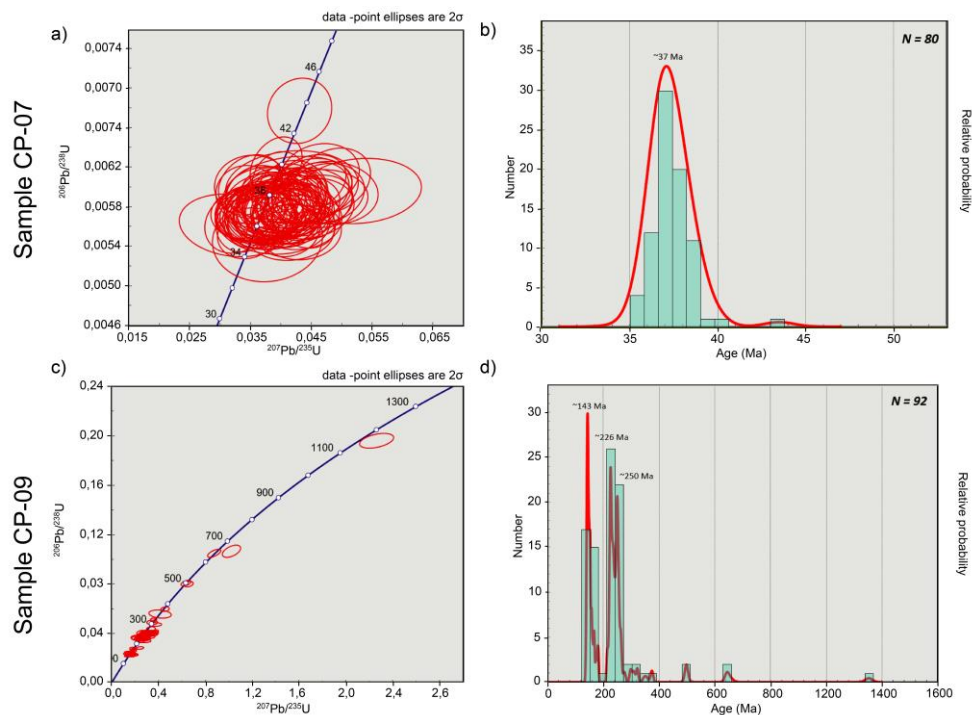 data -point ellipses are 2σ
a)
Sample CP-07
²⁰⁶Pb/²³⁸U
0,0074
0,0070
0,0074
0,0062
0,0058
0,0054
0,0050
0,0046
46
42
38
34
30
0,015
0,025
0,035
0,045
0,055
0,065
²⁰⁷Pb/²³⁵U
b)
N = 80
~37 Ma
Number
35
30
25
20
15
10
5
0
30
35
40
45
50
Age (Ma)
Relative probability
data -point ellipses are 2σ
c)
Sample CP-09
²⁰⁶Pb/²³⁸U
0,24
0,20
0,16
0,12
0,03
0,04
0,00
1300
1100
900
700
500
300
0,0
0,4
0,8
1,2
1,6
2,0
2,4
2,8
²⁰⁷Pb/²³⁵U
d)
N = 92
~143 Ma
~226 Ma
~250 Ma
Number
35
30
25
20
15
10
5
0
0
200
400
600
800
1000
1200
1400
1600
Age (Ma)
Relative probability